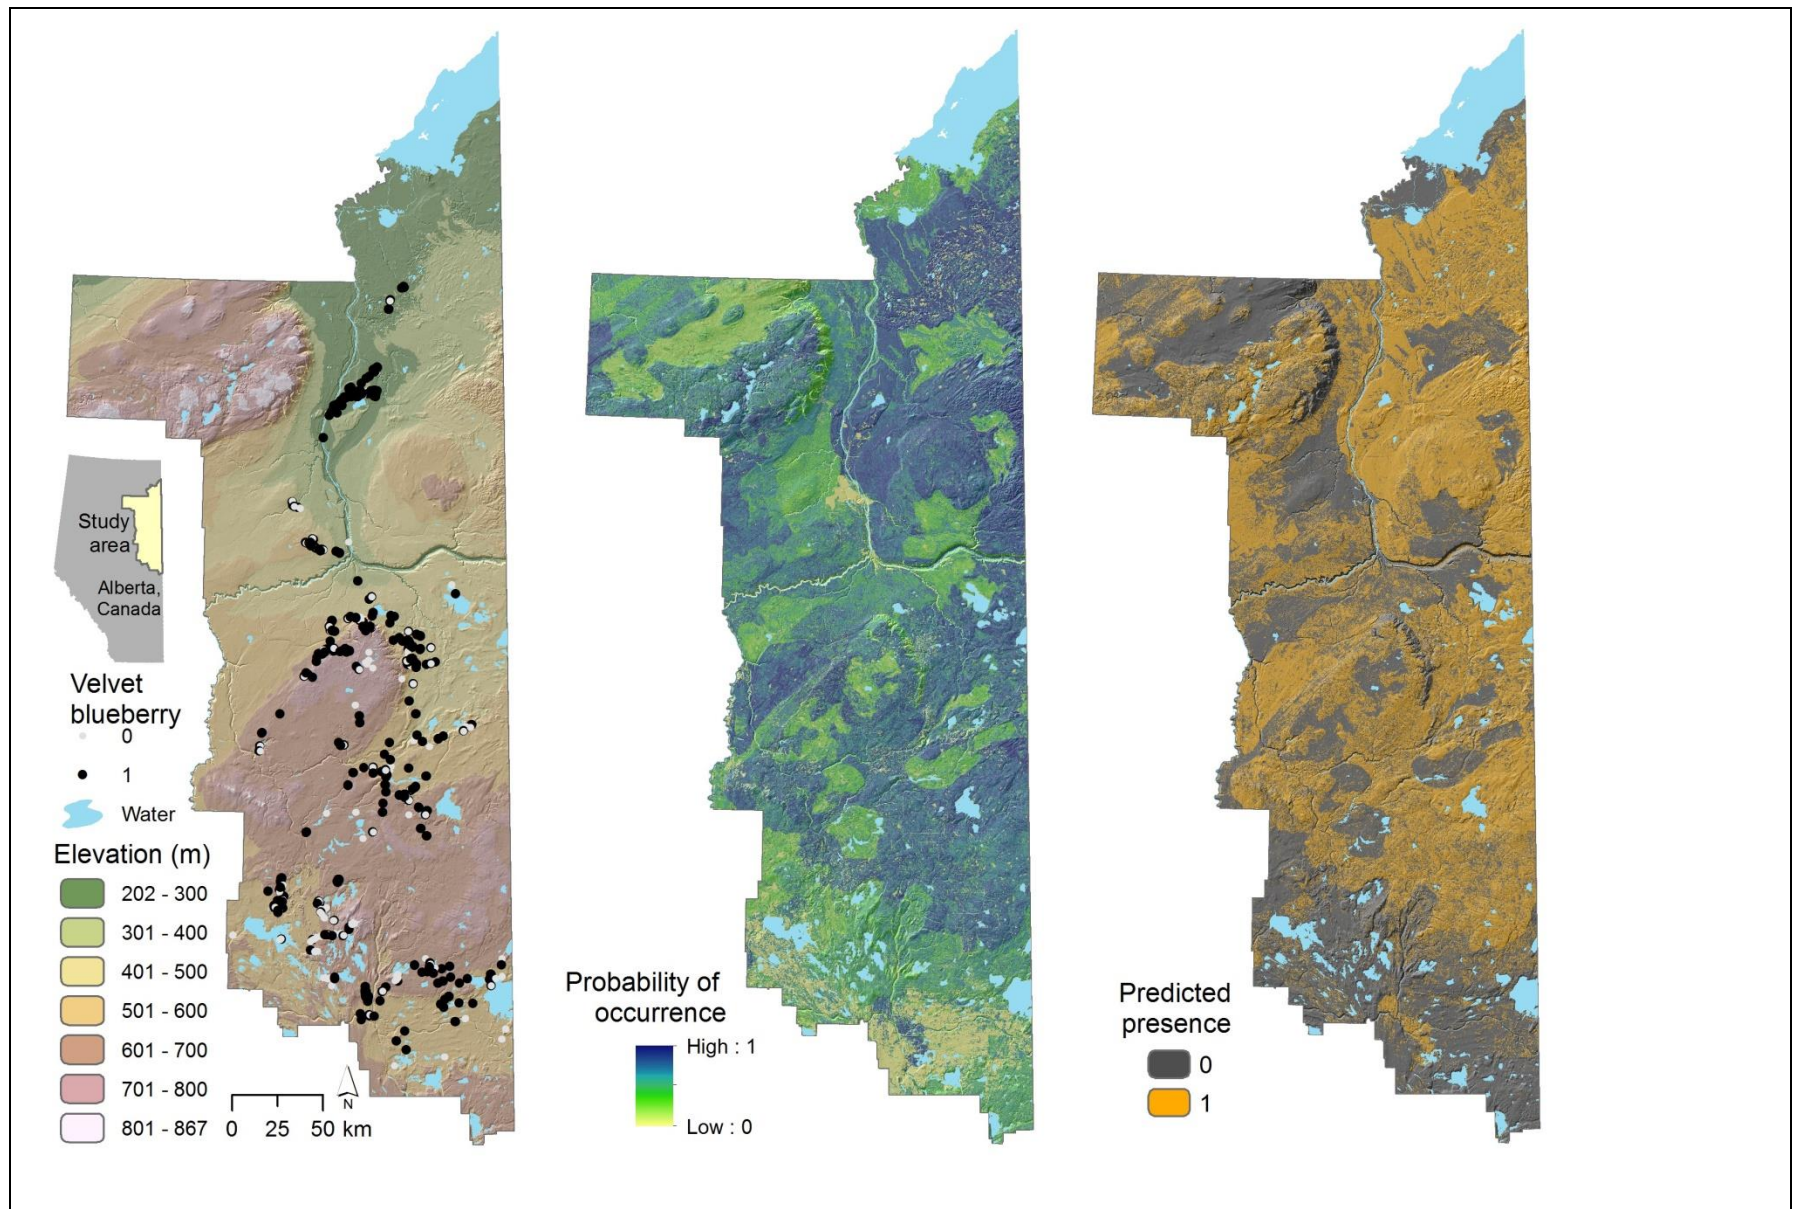 Study
area
Alberta,
Canada
Velvet
blueberry
0
1
Water
Elevation (m)
202 - 300
301 - 400
401 - 500
501 - 600
601 - 700
701 - 800
801 - 867
N
0 25 50 km
Probability of
occurrence
High : 1
Low : 0
Predicted
presence
0
1